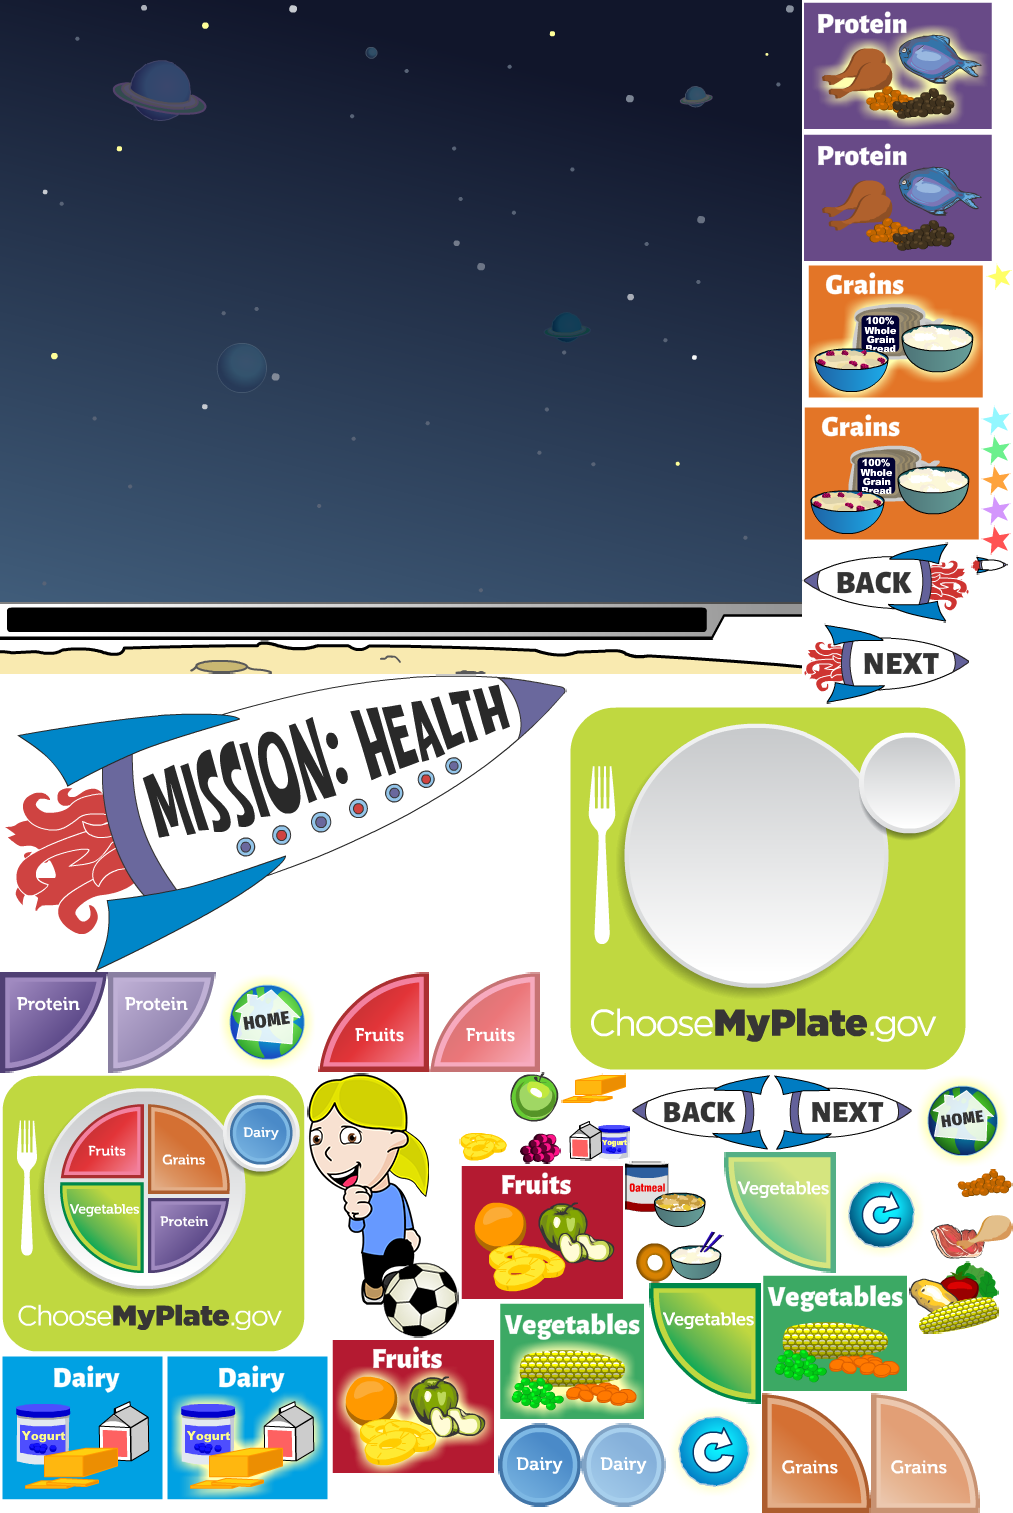 Protein
Protein
Grains
100%
Whole
Grain
Bread
Grains
100%
Whole
Grain
Bread
BACK
NEXT
MISSION: HEALTH
ChooseMyPlate.gov
Protein
Protein
HOME
Fruits
Fruits
Fruits
Grains
Dairy
Vegetables
Protein
ChooseMyPlate.gov
BACK
NEXT
HOME
Yogurt
Fruits
Oatmeal
Vegetables
Vegetables
Vegetables
Vegetables
Fruits
Dairy
Yogurt
Dairy
Yogurt
Dairy
Dairy
Grains
Grains